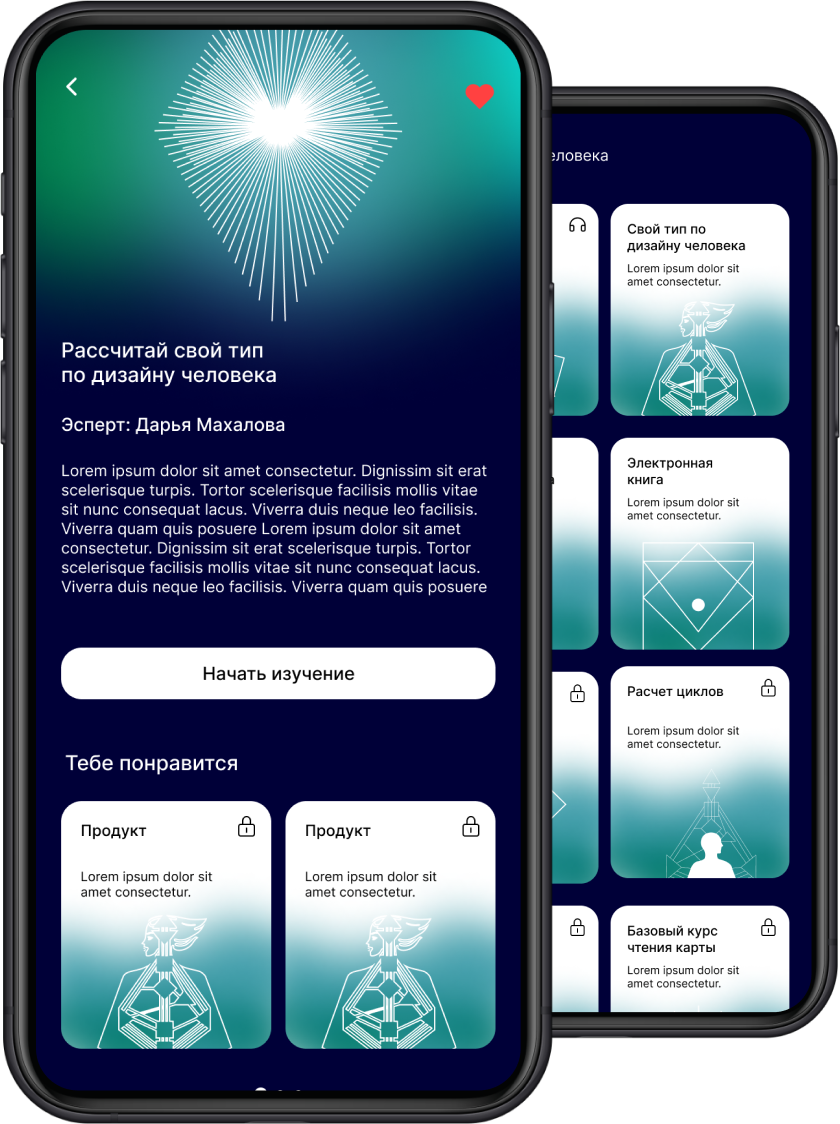 Рассчитай свой тип
по дизайну человека
Эсперт: Дарья Махалова
Lorem ipsum dolor sit amet consectetur. Dignissim sit erat
scelerisque turpis. Tortor scelerisque facilisis mollis vitae
sit nunc consequat lacus. Viverra duis neque leo facilisis.
Viverra quam quis posuere Lorem ipsum dolor sit amet
consectetur. Dignissim sit erat scelerisque turpis. Tortor
scelerisque facilisis mollis vitae sit nunc consequat lacus.
Viverra duis neque leo facilisis. Viverra quam quis posuere
Начать изучение
Тебе понравится
Продукт
Lorem ipsum dolor sit
amet consectetur.
Продукт
Lorem ipsum dolor sit
amet consectetur.
еловека
Свой тип по
дизайну человека
Lorem ipsum dolor sit
amet consectetur.
Электронная
книга
Lorem ipsum dolor sit
amet consectetur.
Расчет циклов
Lorem ipsum dolor sit
amet consectetur.
Базовый курс
чтения карты
Lorem ipsum dolor sit
amet consectetur.